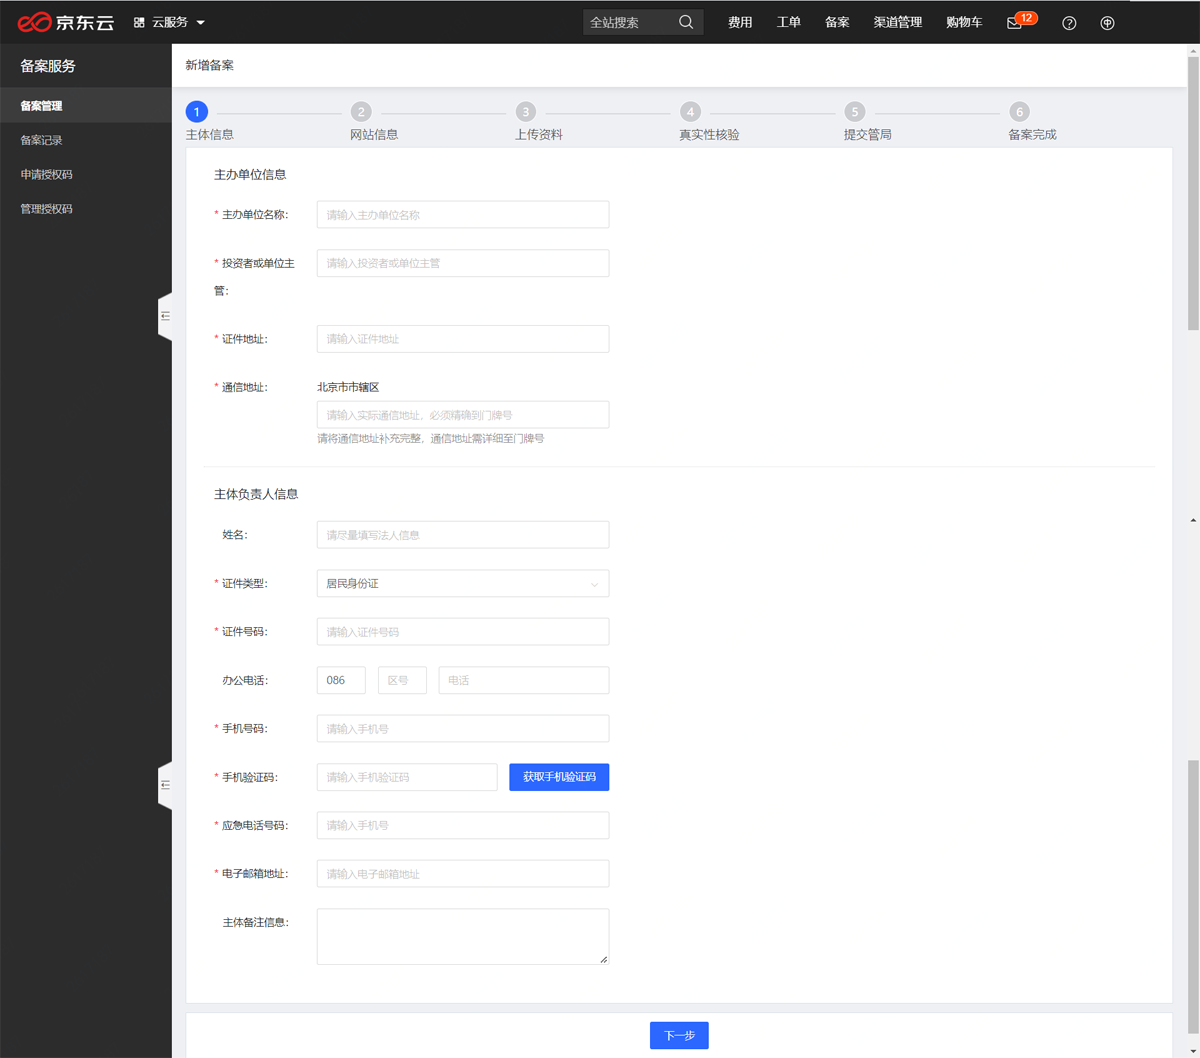 京东云 云服务 全站搜索 费用 工单 备案 渠道管理 购物车 12
备案服务
备案管理
备案记录
申请授权码
管理授权码
新增备案
1 2 3 4 5 6
主体信息 网站信息 上传资料 真实性核验 提交管局 备案完成
主办单位信息
* 主办单位名称: 请输入主办单位名称
* 投资者或单位主
管: 请输入投资者或单位主管
* 证件地址: 请输入证件地址
* 通信地址: 北京市市辖区
请输入实际通信地址，必须精确到门牌号
请将通信地址补充完整，通信地址需详细至门牌号
主体负责人信息
姓名: 请尽量填写法人信息
* 证件类型: 居民身份证
* 证件号码: 请输入证件号码
办公电话: 086 区号 电话
* 手机号码: 请输入手机号
* 手机验证码: 请输入手机验证码 获取手机验证码
* 应急电话号码: 请输入手机号
* 电子邮箱地址: 请输入电子邮箱地址
主体备注信息:
下一步